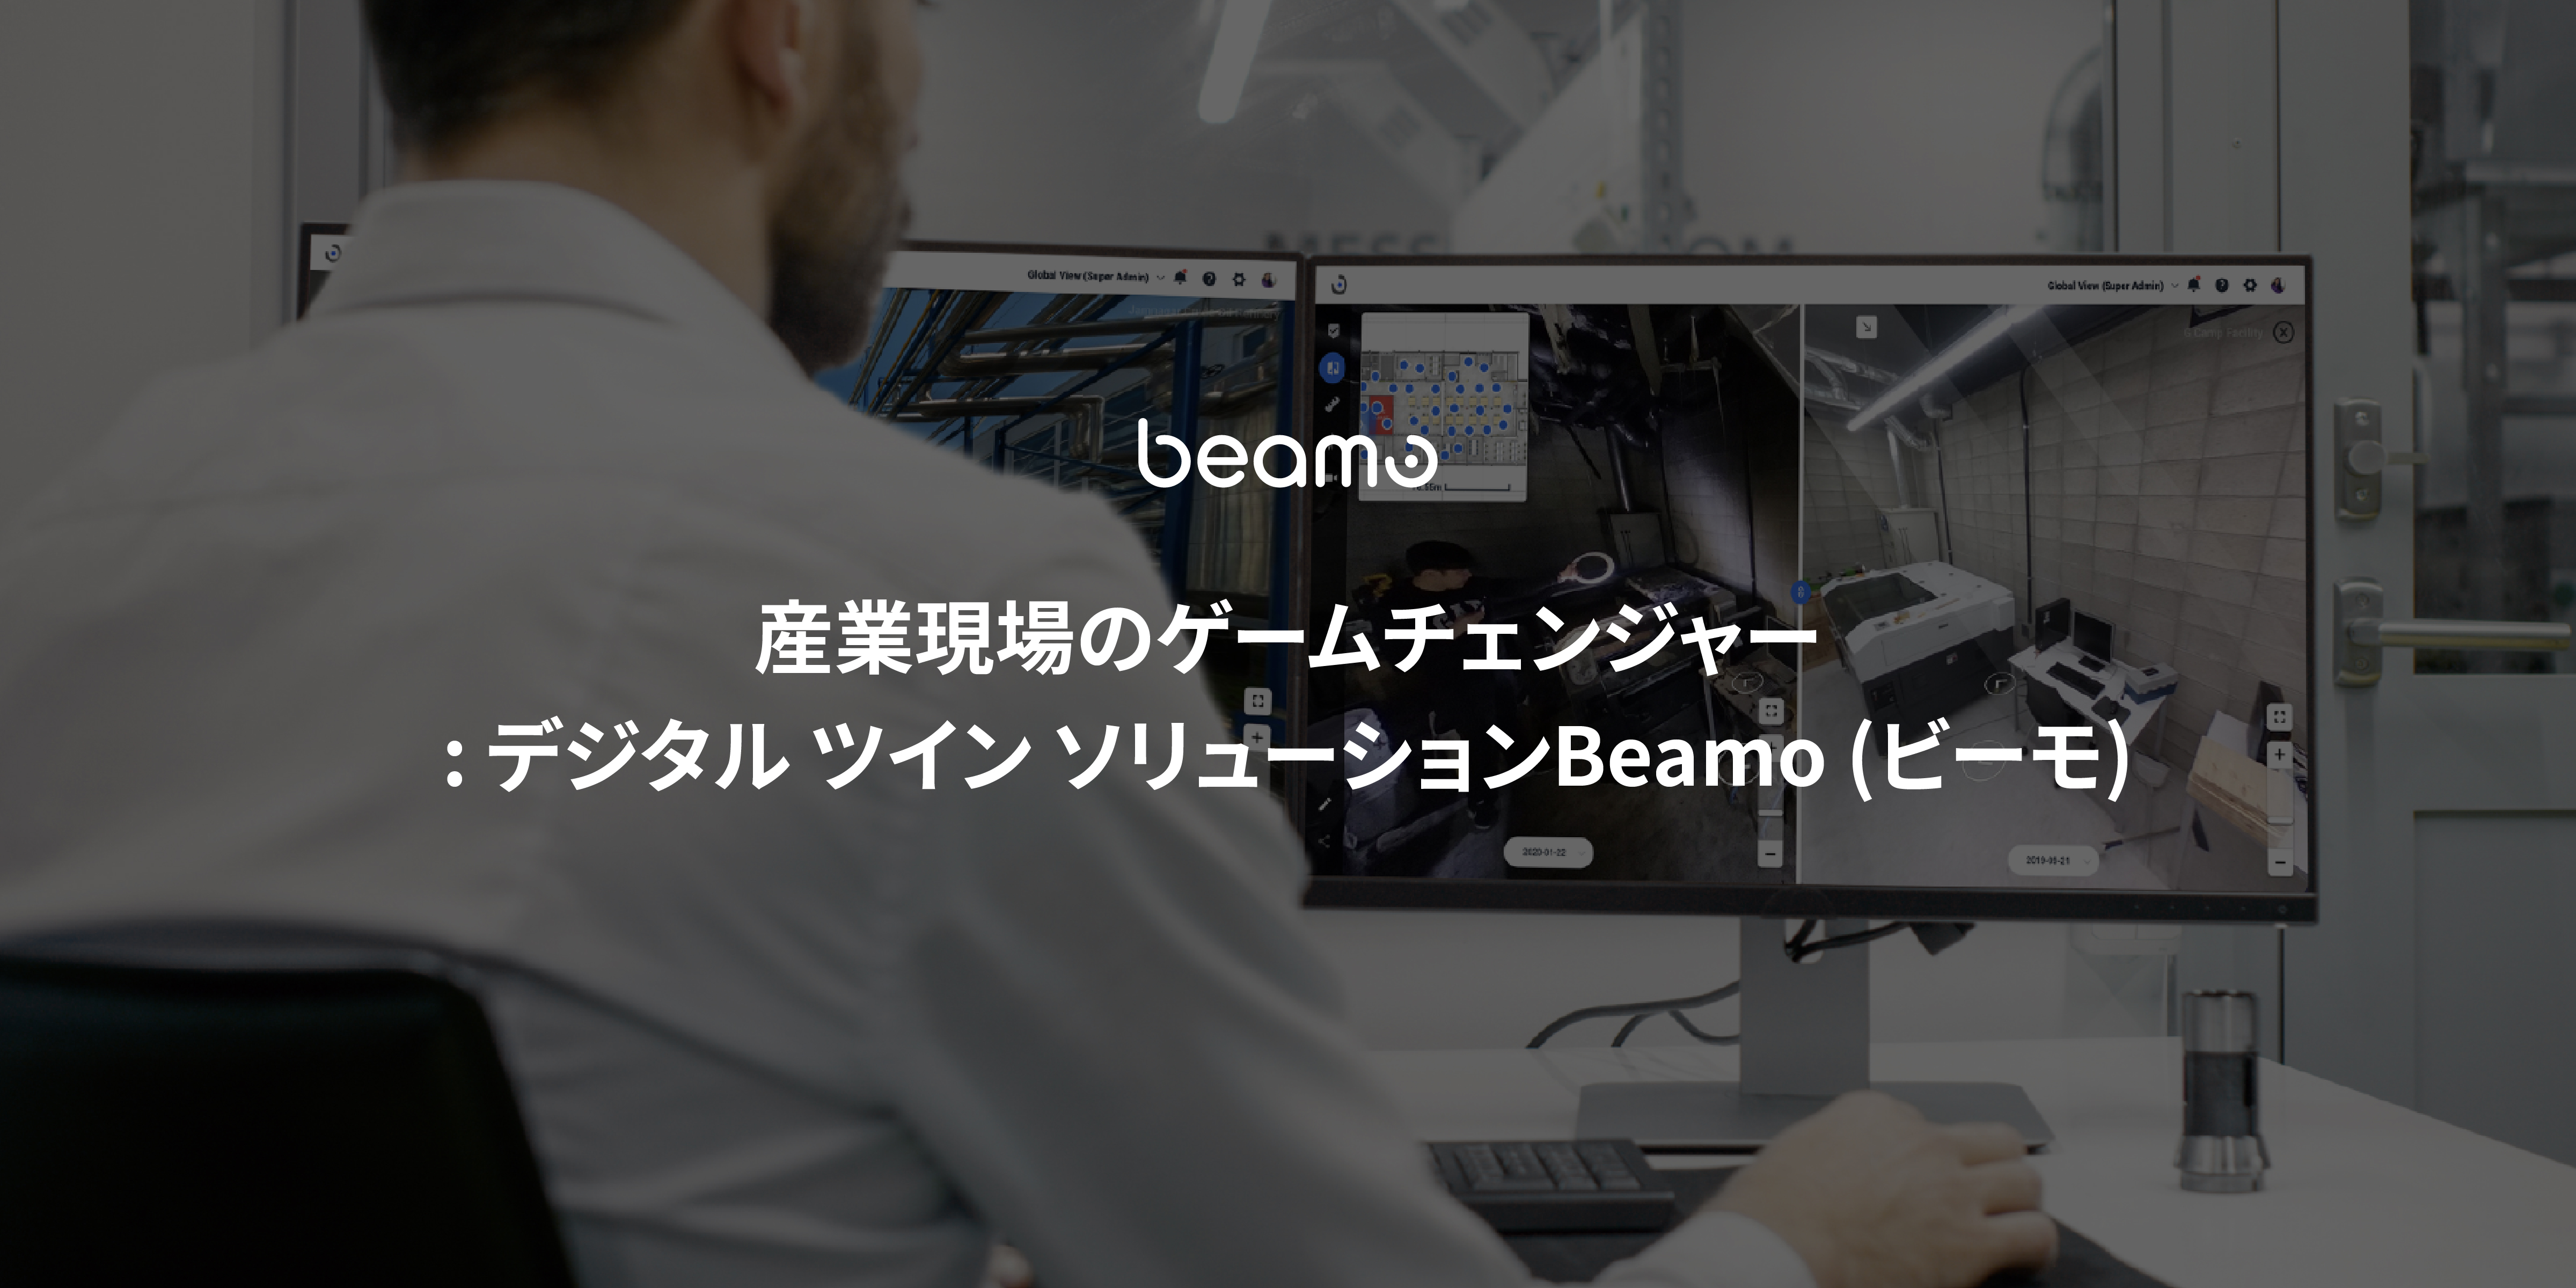 Global View (Super Admin)
Global View (Super Admin)
G Camp Facility
beamo
産業現場のゲームチェンジャー
: デジタル ツイン ソリューションBeamo (ビーモ)
2020-01-22